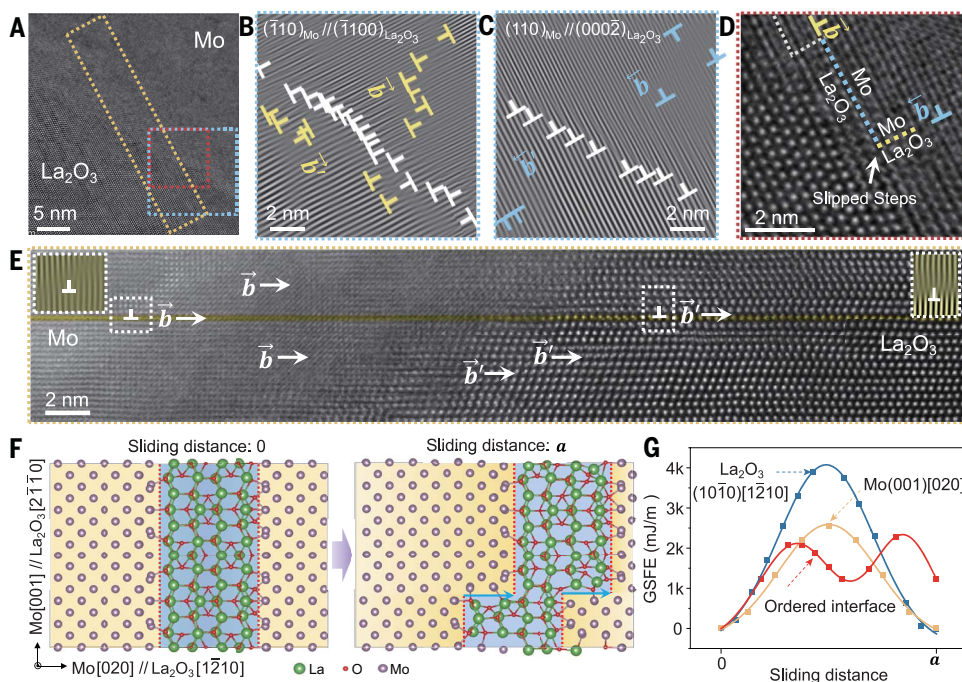 A
Mo
La₂O₃
5 nm
B
(1̄10)Mo//(1̄100)La₂O₃
b⃗
b⃗'
2 nm
C
(110)Mo//(0002̄)La₂O₃
b⃗
b⃗'
2 nm
D
b⃗
Mo
La₂O₃
b⃗
Mo
La₂O₃
Slipped Steps
2 nm
E
b⃗
b⃗
b⃗'
Mo
La₂O₃
b⃗
b⃗'
b⃗'
2 nm
F
Sliding distance: 0
Sliding distance: a
Mo[001] // La₂O₃[21̄1̄0]
Mo[020] // La₂O₃[12̄10]
La
O
Mo
G
4k
3k
2k
1k
0
GSFE (mJ/m
La₂O₃
(101̄0)[12̄10]
Mo(001)[020]
Ordered interface
0
a
Sliding distance